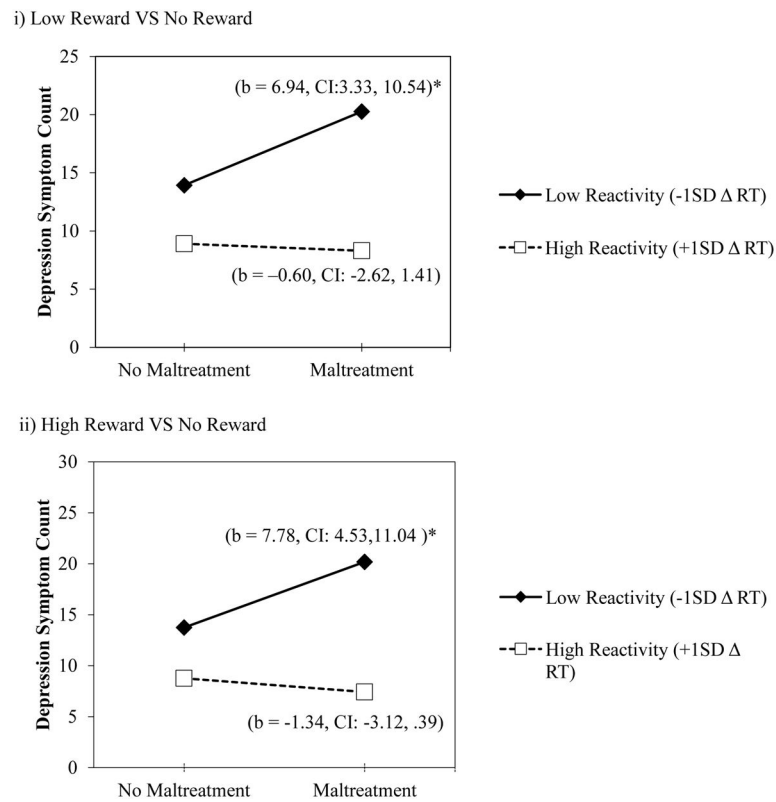 i) Low Reward VS No Reward
25
20
15
10
5
0
Depression Symptom Count
(b = 6.94, CI:3.33, 10.54)*
(b = –0.60, CI: -2.62, 1.41)
No Maltreatment
Maltreatment
Low Reactivity (-1SD Δ RT)
High Reactivity (+1SD Δ RT)
ii) High Reward VS No Reward
30
25
20
15
10
5
0
Depression Symptom Count
(b = 7.78, CI: 4.53,11.04 )*
(b = -1.34, CI: -3.12, .39)
No Maltreatment
Maltreatment
Low Reactivity (-1SD Δ RT)
High Reactivity (+1SD Δ
RT)